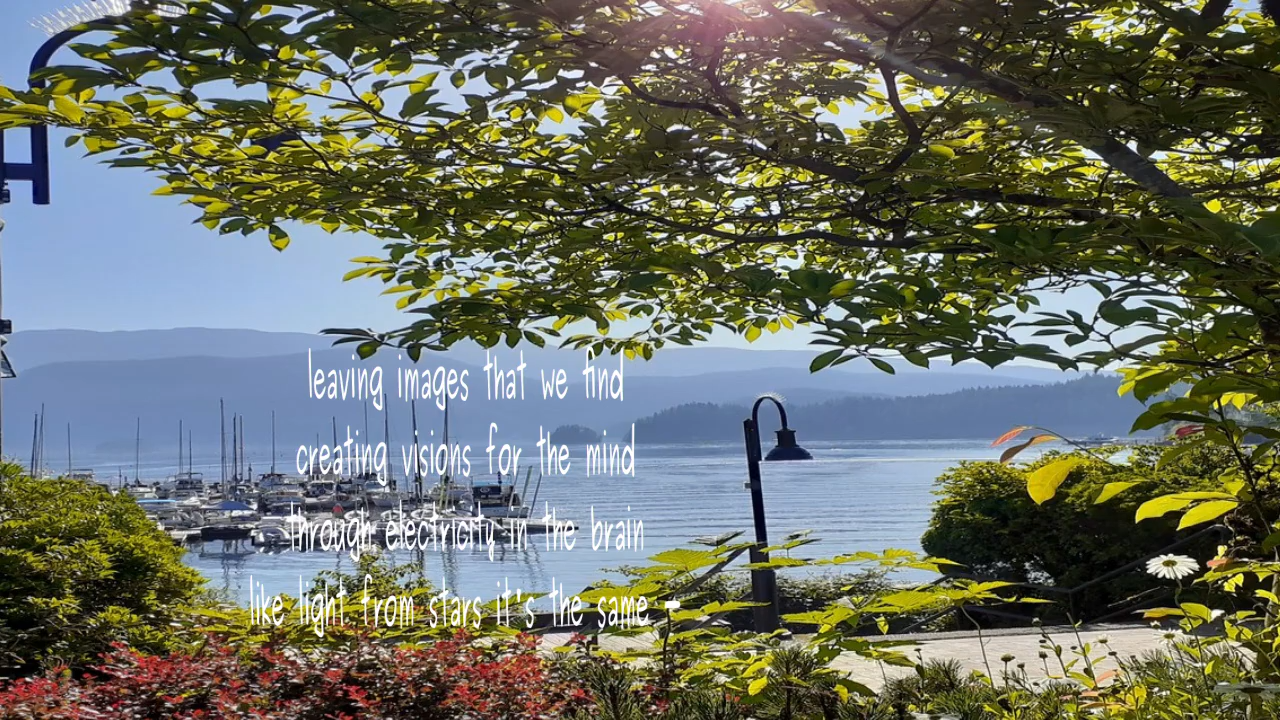 leaving images that we find
creating visions for the mind
through electricity in the brain
like light from stars it's the same -